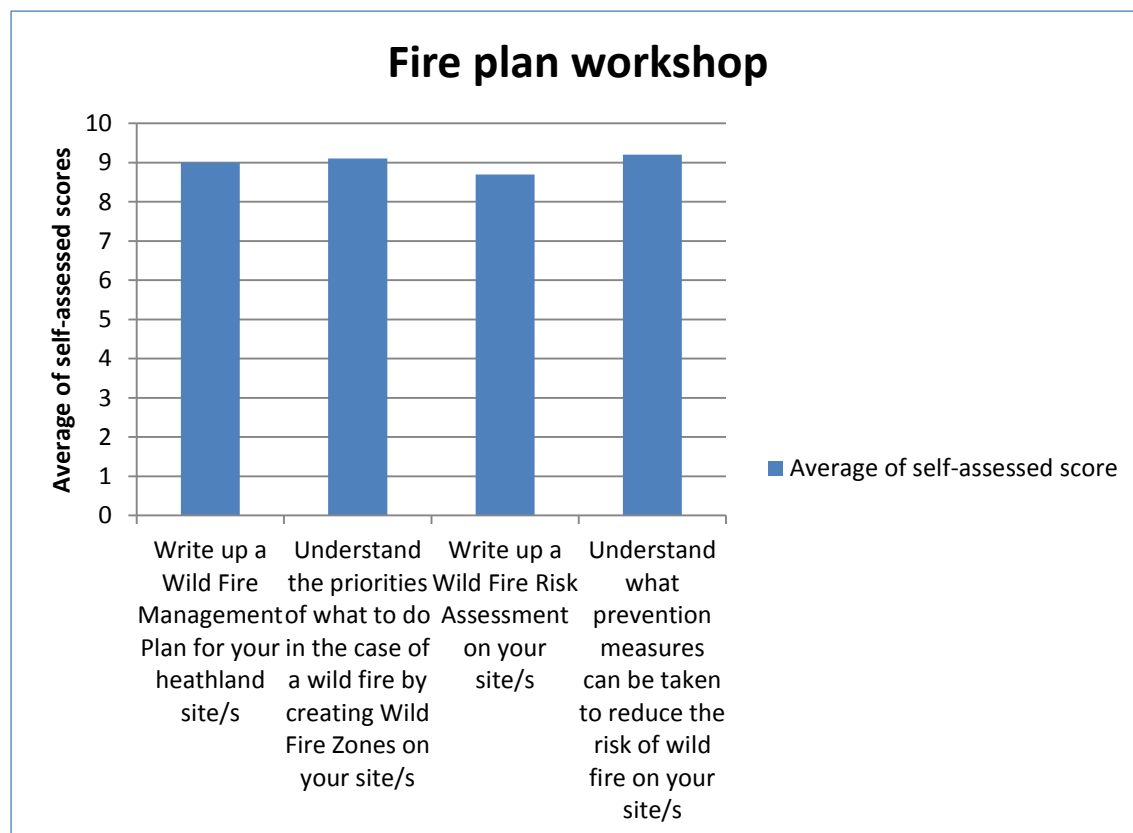 Fire plan workshop
Average of self-assessed scores
10
9
8
7
6
5
4
3
2
1
0
Write up a
Wild Fire
Management
Plan for your
heathland
site/s
Understand
the priorities
of what to do
in the case of
a wild fire by
creating Wild
Fire Zones on
your site/s
Write up a
Wild Fire Risk
Assessment
on your
site/s
Understand
what
prevention
measures
can be taken
to reduce the
risk of wild
fire on your
site/s
Average of self-assessed score